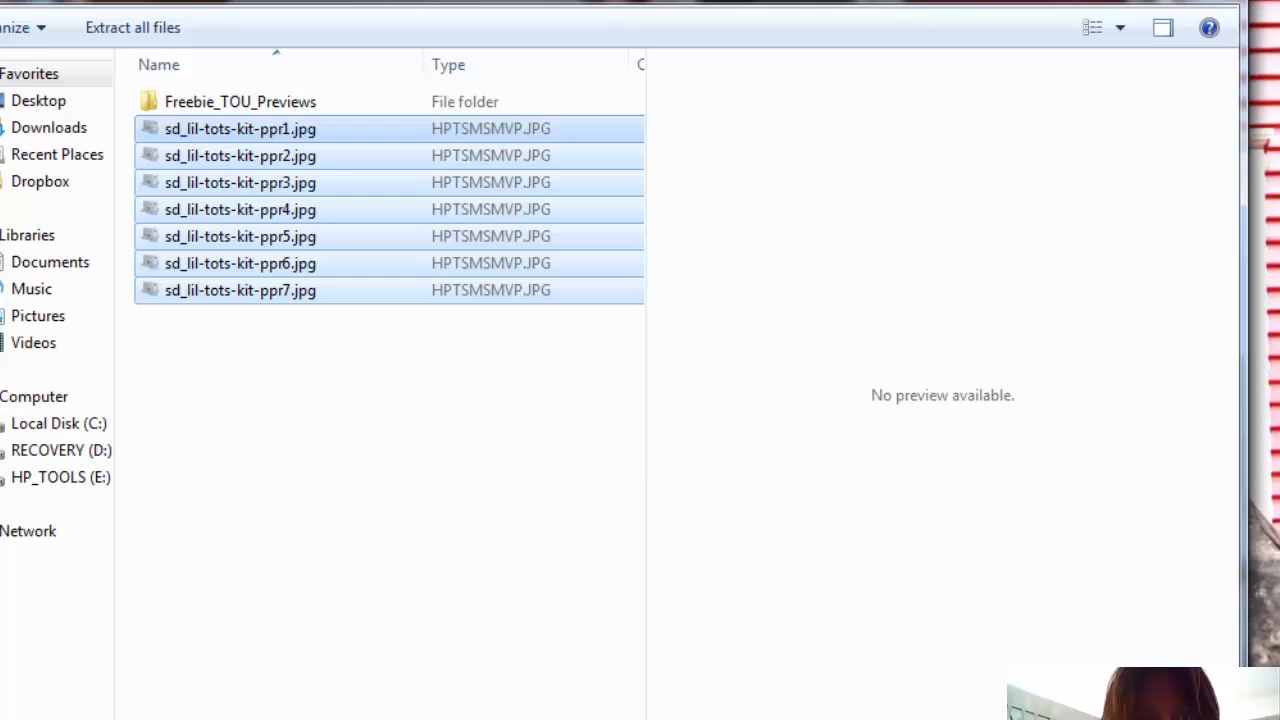 nize
Extract all files
Name
Type
C
Freebie_TOU_Previews
File folder
sd_lil-tots-kit-ppr1.jpg
HPTSMSMVP.JPG
sd_lil-tots-kit-ppr2.jpg
HPTSMSMVP.JPG
sd_lil-tots-kit-ppr3.jpg
HPTSMSMVP.JPG
sd_lil-tots-kit-ppr4.jpg
HPTSMSMVP.JPG
sd_lil-tots-kit-ppr5.jpg
HPTSMSMVP.JPG
sd_lil-tots-kit-ppr6.jpg
HPTSMSMVP.JPG
sd_lil-tots-kit-ppr7.jpg
HPTSMSMVP.JPG
Favorites
Desktop
Downloads
Recent Places
Dropbox
Libraries
Documents
Music
Pictures
Videos
Computer
Local Disk (C:)
RECOVERY (D:)
HP_TOOLS (E:)
Network
No preview available.